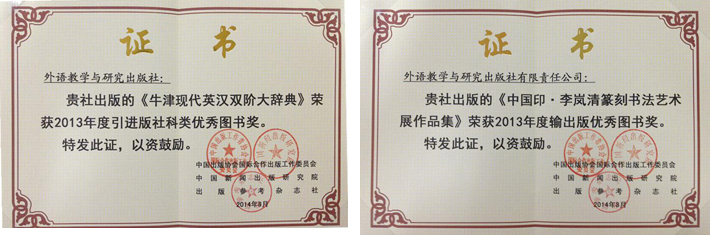 证书
外语教学与研究出版社：
贵社出版的《牛津现代英汉双阶大辞典》荣
获2013年度引进版社科类优秀图书奖。
特发此证，以资鼓励。
中国出版协会国际合作出版工作委员会
中国新闻出版研究院
出版参考杂志社
2014年8月
证书
外语教学与研究出版社有限责任公司：
贵社出版的《中国印·李岚清篆刻书法艺术
展作品集》荣获2013年度输出版优秀图书奖。
特发此证，以资鼓励。
中国出版协会国际合作出版工作委员会
中国新闻出版研究院
出版参考杂志社
2014年8月